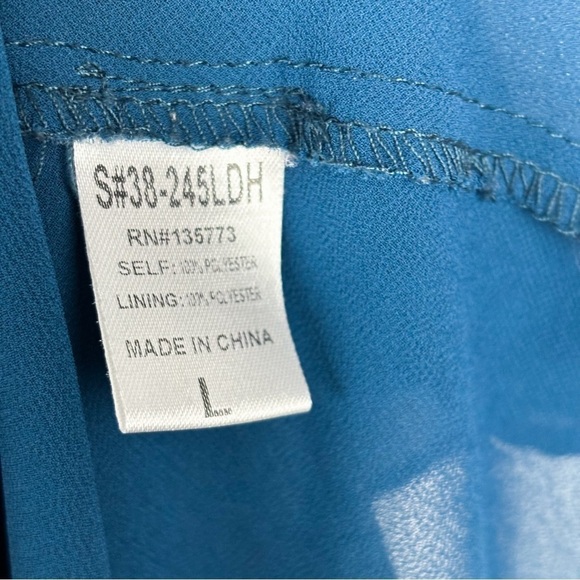 S#38-245LDH
RN#135773
SELF: 100% POLYESTER
LINING: 100% POLYESTER
MADE IN CHINA
L